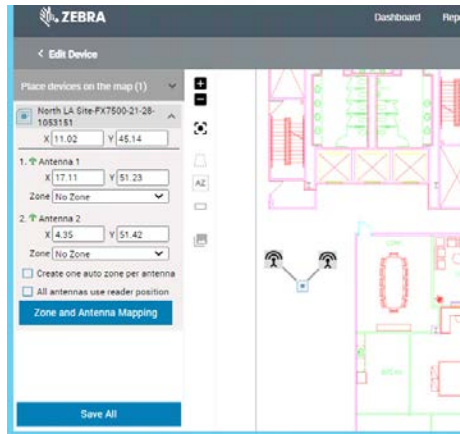 ZEBRA
Dashboard Rep
< Edit Device
Place devices on the map (1)
North LA Site-FX7500-21-28-
1053151
X 11.02 Y 45.14
1. Antenna 1
X 17.11 Y 51.23
Zone No Zone
2. Antenna 2
X 4.35 Y 51.42
Zone No Zone
Create one auto zone per antenna
All antennas use reader position
Zone and Antenna Mapping
Save All
AZ